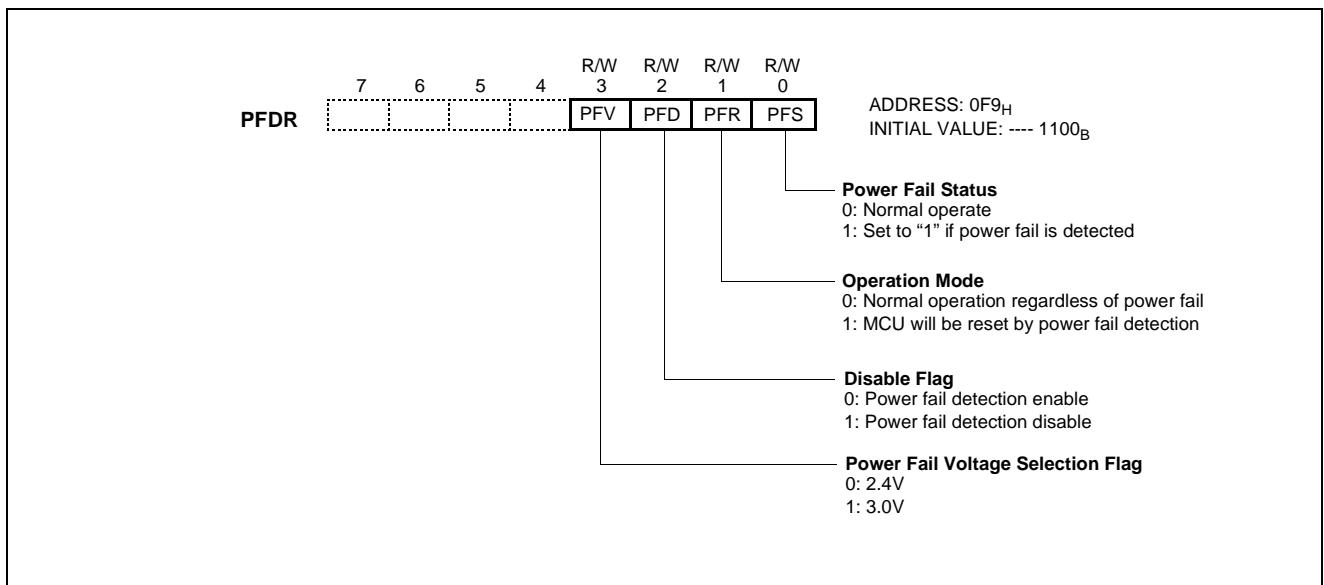 R/W R/W R/W R/W
7 6 5 4 3 2 1 0
PFDR PFV PFD PFR PFS
ADDRESS: 0F9H
INITIAL VALUE: ---- 1100B
Power Fail Status
0: Normal operate
1: Set to “1” if power fail is detected
Operation Mode
0: Normal operation regardless of power fail
1: MCU will be reset by power fail detection
Disable Flag
0: Power fail detection enable
1: Power fail detection disable
Power Fail Voltage Selection Flag
0: 2.4V
1: 3.0V